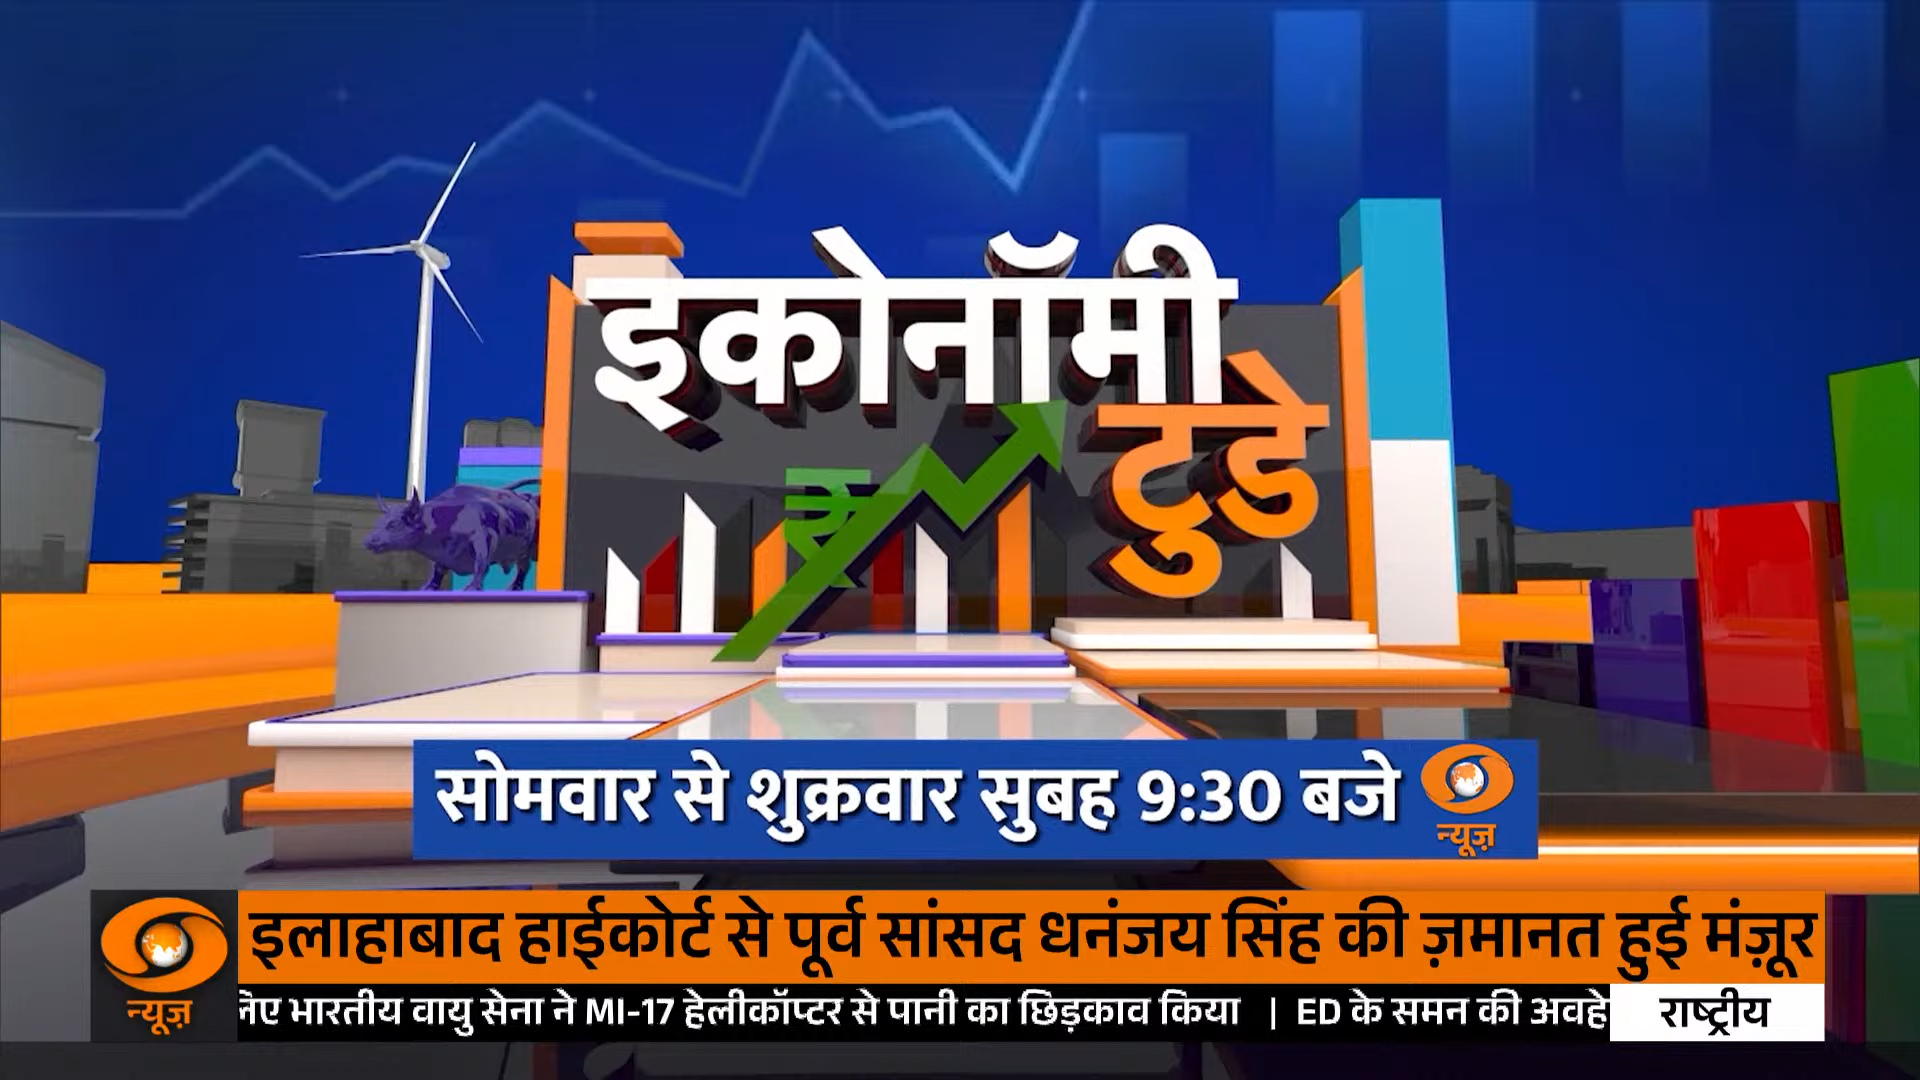 इकोनॉमी
टुडे
₹
सोमवार से शुक्रवार सुबह 9:30 बजे
न्यूज़
इलाहाबाद हाईकोर्ट से पूर्व सांसद धनंजय सिंह की ज़मानत हुई मंज़ूर
न्यूज़
भारतीय वायु सेना ने MI-17 हेलीकॉप्टर से पानी का छिड़काव किया | ED के समन की
राष्ट्रीय